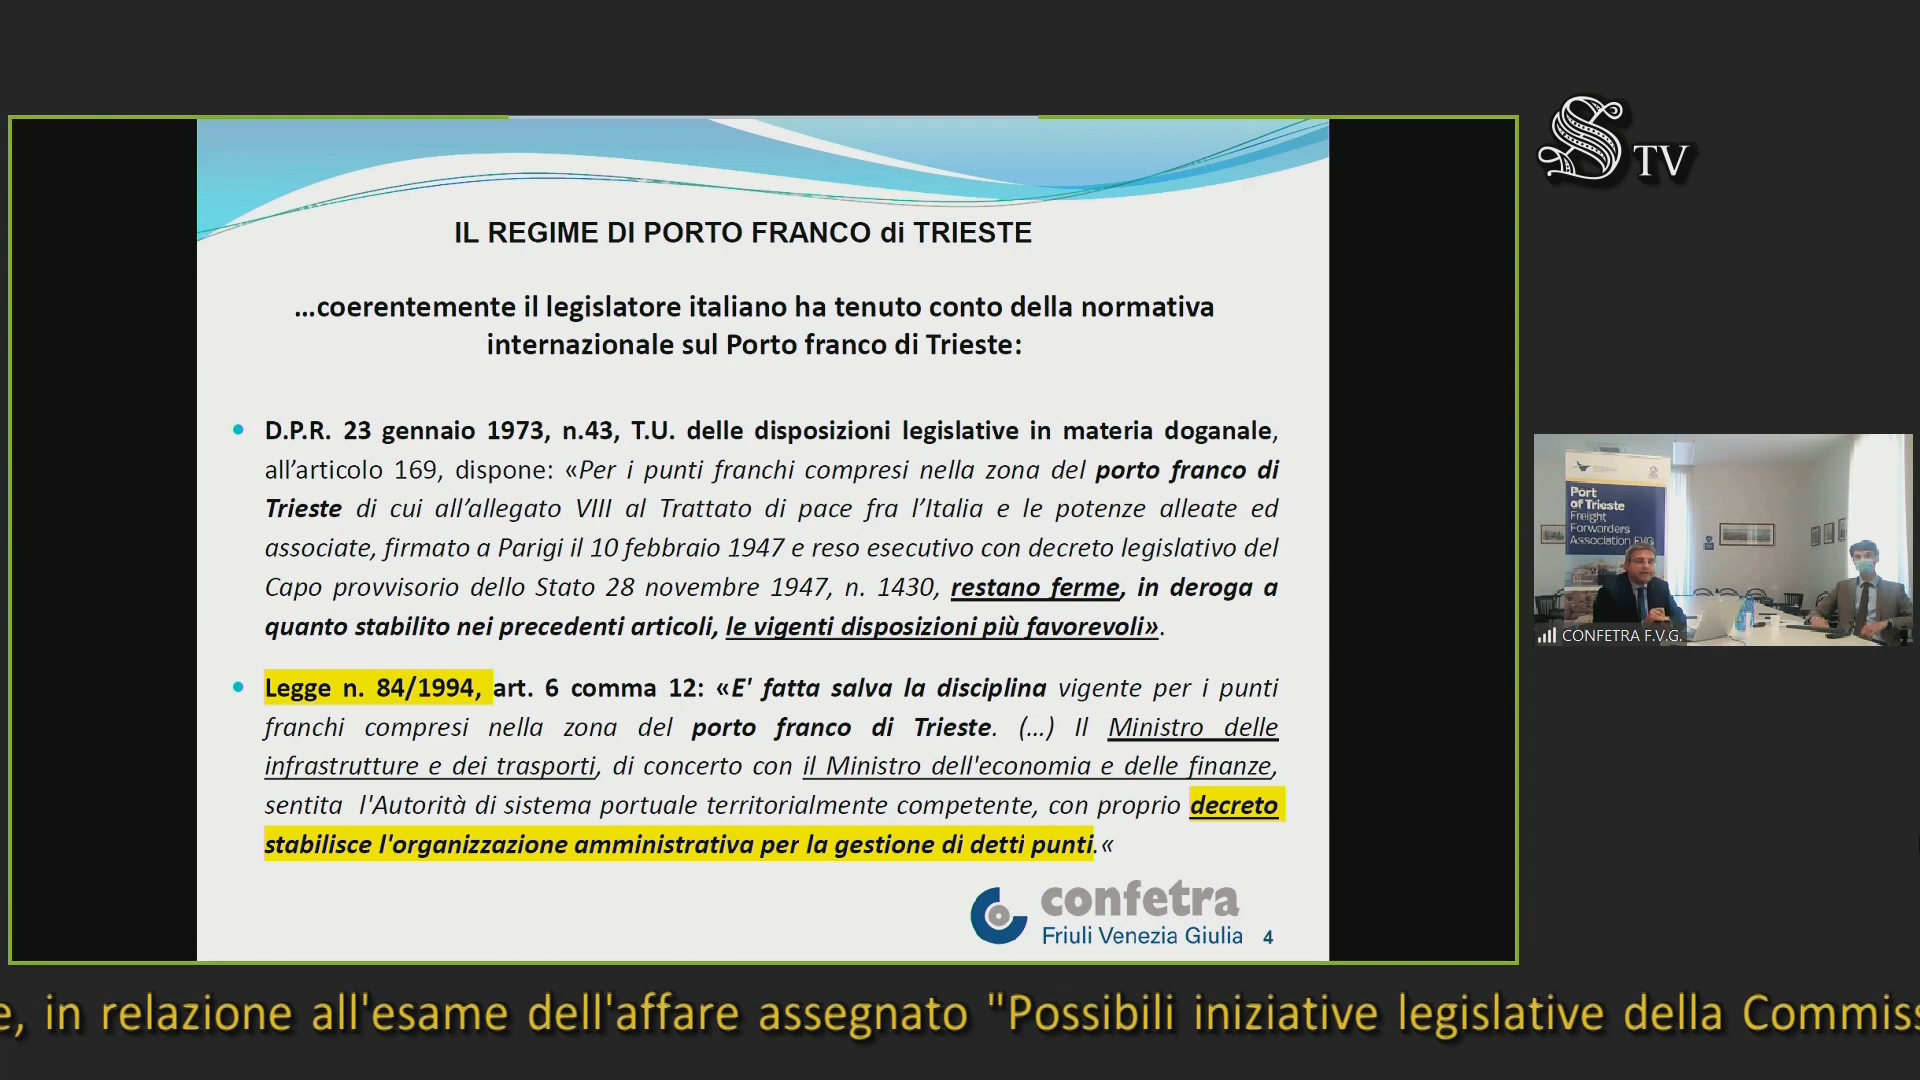 IL REGIME DI PORTO FRANCO di TRIESTE
...coerentemente il legislatore italiano ha tenuto conto della normativa
internazionale sul Porto franco di Trieste:
• D.P.R. 23 gennaio 1973, n.43, T.U. delle disposizioni legislative in materia doganale,
all'articolo 169, dispone: «Per i punti franchi compresi nella zona del porto franco di
Trieste di cui all'allegato VIII al Trattato di pace fra l'Italia e le potenze alleate ed
associate, firmato a Parigi il 10 febbraio 1947 e reso esecutivo con decreto legislativo del
Capo provvisorio dello Stato 28 novembre 1947, n. 1430, restano ferme, in deroga a
quanto stabilito nei precedenti articoli, le vigenti disposizioni più favorevoli».
• Legge n. 84/1994, art. 6 comma 12: «E' fatta salva la disciplina vigente per i punti
franchi compresi nella zona del porto franco di Trieste. (...) Il Ministro delle
infrastrutture e dei trasporti, di concerto con il Ministro dell'economia e delle finanze,
sentita l'Autorità di sistema portuale territorialmente competente, con proprio decreto
stabilisce l'organizzazione amministrativa per la gestione di detti punti.«
confetra
Friuli Venezia Giulia 4
S TV
Port
of Trieste
Freight
Forwarders
Association FVG
CONFETRA F.V.G.
e, in relazione all'esame dell'affare assegnato "Possibili iniziative legislative della Commiss